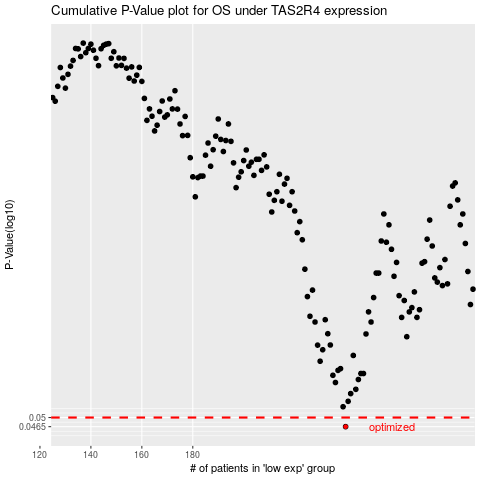 Cumulative P-Value plot for OS under TAS2R4 expression
P-Value(log10)
0.05
0.0465
optimized
120 140 160 180
# of patients in 'low exp' group